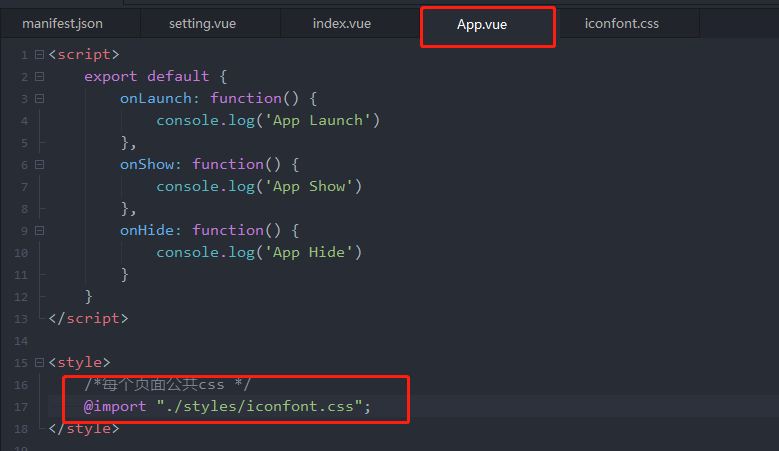 manifest.json setting.vue index.vue App.vue iconfont.css
1 <script>
2 export default {
3 onLaunch: function() {
4 console.log('App Launch')
5 },
6 onShow: function() {
7 console.log('App Show')
8 },
9 onHide: function() {
10 console.log('App Hide')
11 }
12 }
13 </script>
14
15 <style>
16 /*每个页面公共css */
17 @import "./styles/iconfont.css";
18 </style>